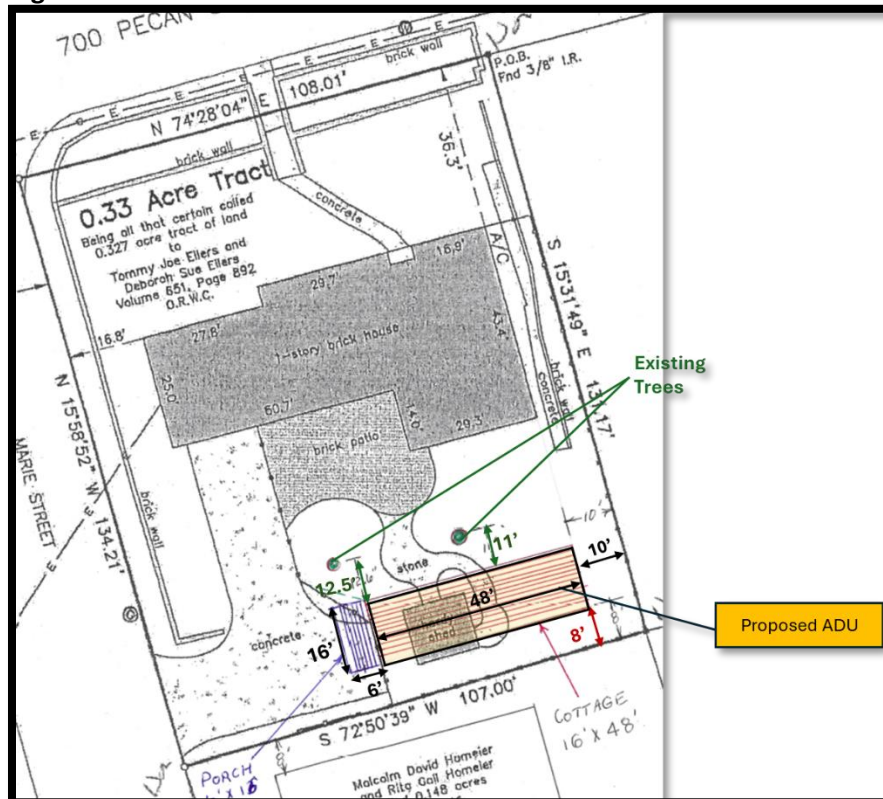 700 PECAN
brick wall
P.O.B.
Fnd 3/8" I.R.
N 74°28'04" E 108.01'
36.3'
brick wall
0.33 Acre Tract
Being all that certain called
0.327 acre tract of land
to
Tommy Joe Ellers and
Deborah Sue Ellers
Volume 651, Page 892
O.R.W.C.
concrete
A/C
16.9'
29.7'
27.8'
16.8'
1-story brick house
43.4'
25.0'
50.7'
14.0'
29.3'
S 15°31'49" E
brick wall
concrete
Existing
Trees
N 15°58'52" W 134.21'
MARIE STREET
brick wall
brick patio
stone
11'
10'
10'
12.5'
48'
shed
concrete
16'
6'
8'
Proposed ADU
S 72°50'39" W 107.00'
COTTAGE
16' X 48'
PORCH
Malcolm David Homeier
and Rita Gail Homeier
0.148 acres